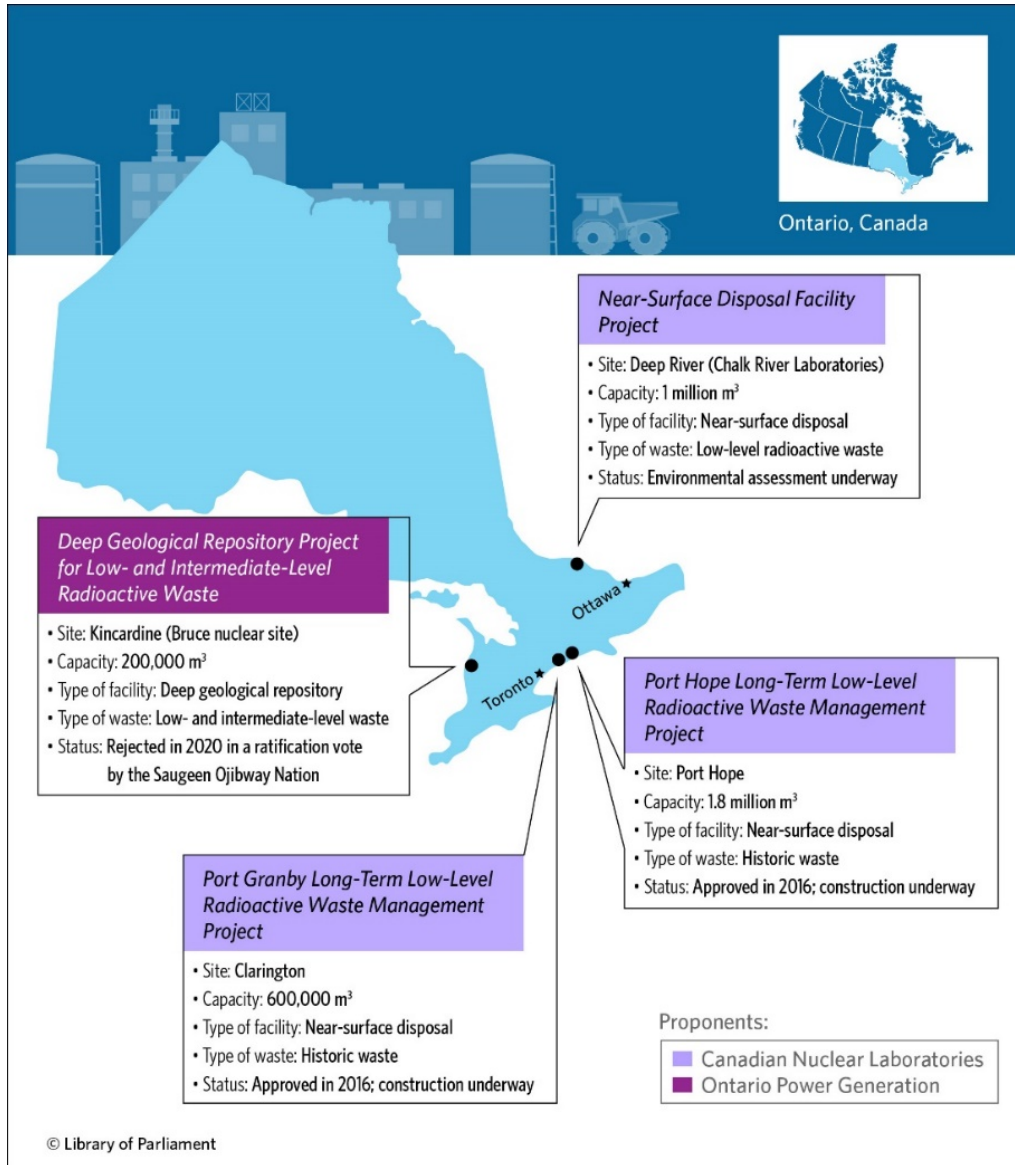 Ontario, Canada
Near-Surface Disposal Facility
Project
• Site: Deep River (Chalk River Laboratories)
• Capacity: 1 million m³
• Type of facility: Near-surface disposal
• Type of waste: Low-level radioactive waste
• Status: Environmental assessment underway
Deep Geological Repository Project
for Low- and Intermediate-Level
Radioactive Waste
• Site: Kincardine (Bruce nuclear site)
• Capacity: 200,000 m³
• Type of facility: Deep geological repository
• Type of waste: Low- and intermediate-level waste
• Status: Rejected in 2020 in a ratification vote
by the Saugeen Ojibway Nation
Ottawa
Toronto
Port Hope Long-Term Low-Level
Radioactive Waste Management
Project
• Site: Port Hope
• Capacity: 1.8 million m³
• Type of facility: Near-surface disposal
• Type of waste: Historic waste
• Status: Approved in 2016; construction underway
Port Granby Long-Term Low-Level
Radioactive Waste Management
Project
• Site: Clarington
• Capacity: 600,000 m³
• Type of facility: Near-surface disposal
• Type of waste: Historic waste
• Status: Approved in 2016; construction underway
Proponents:
Canadian Nuclear Laboratories
Ontario Power Generation
© Library of Parliament